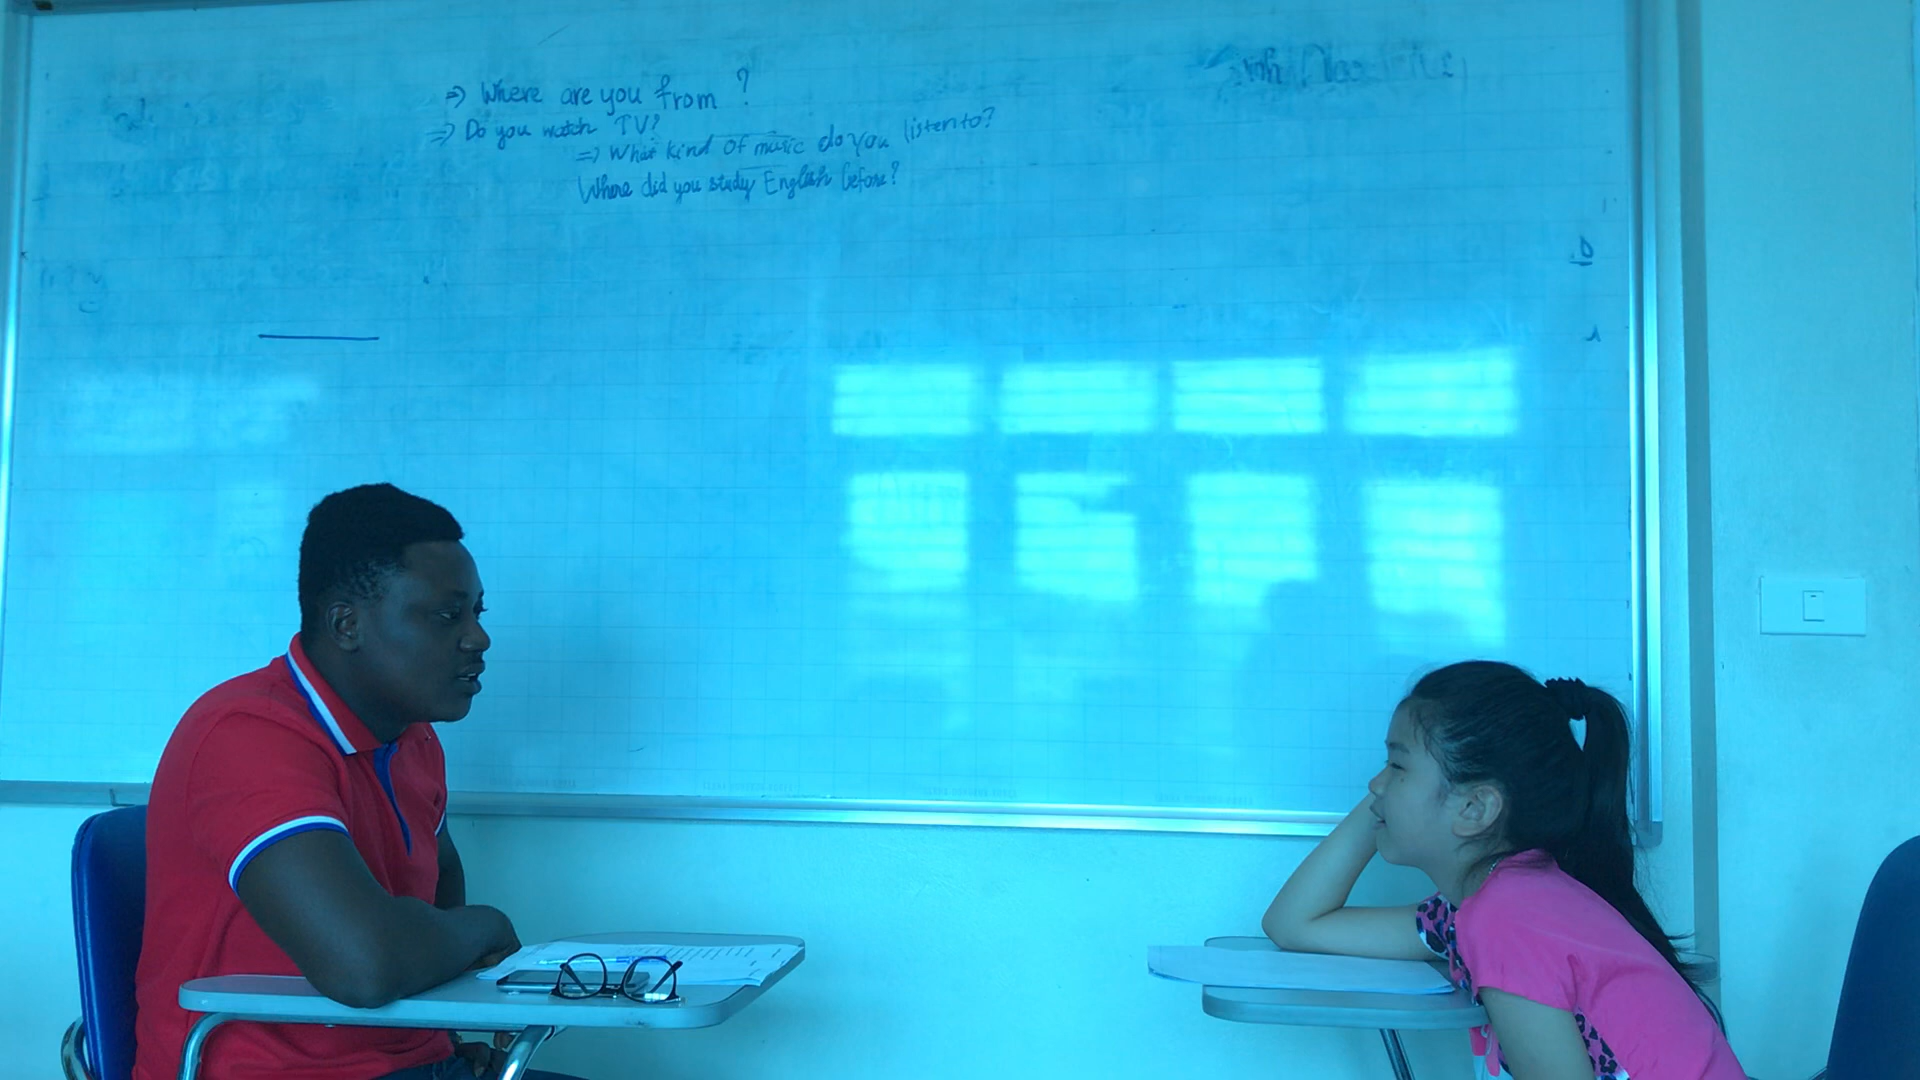 ⇒ Where are you from ?
⇒ Do you watch TV?
⇒ What kind of music do you listen to?
Where did you study English before?